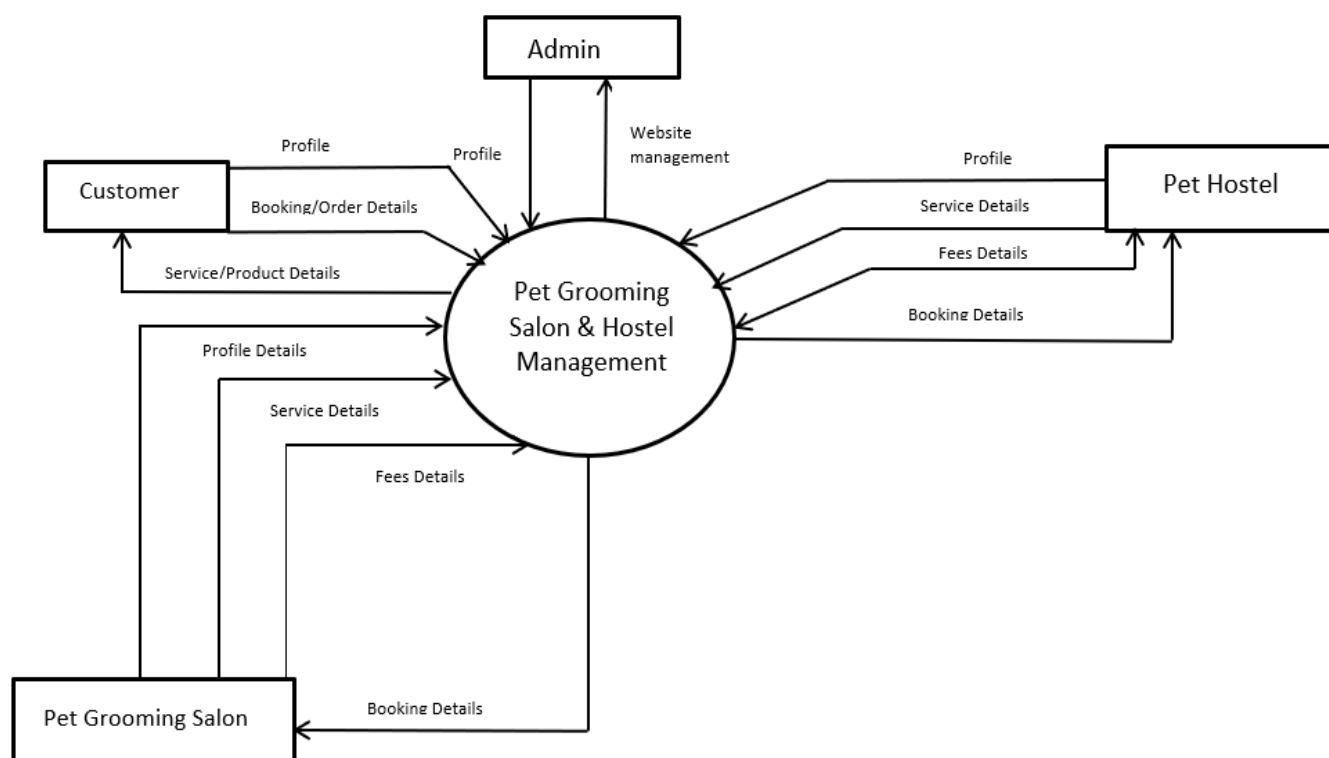 Admin
Website
management
Profile
Profile
Profile
Customer
Pet Hostel
Booking/Order Details
Service Details
Service/Product Details
Fees Details
Pet Grooming
Salon & Hostel
Management
Booking Details
Profile Details
Service Details
Fees Details
Booking Details
Pet Grooming Salon